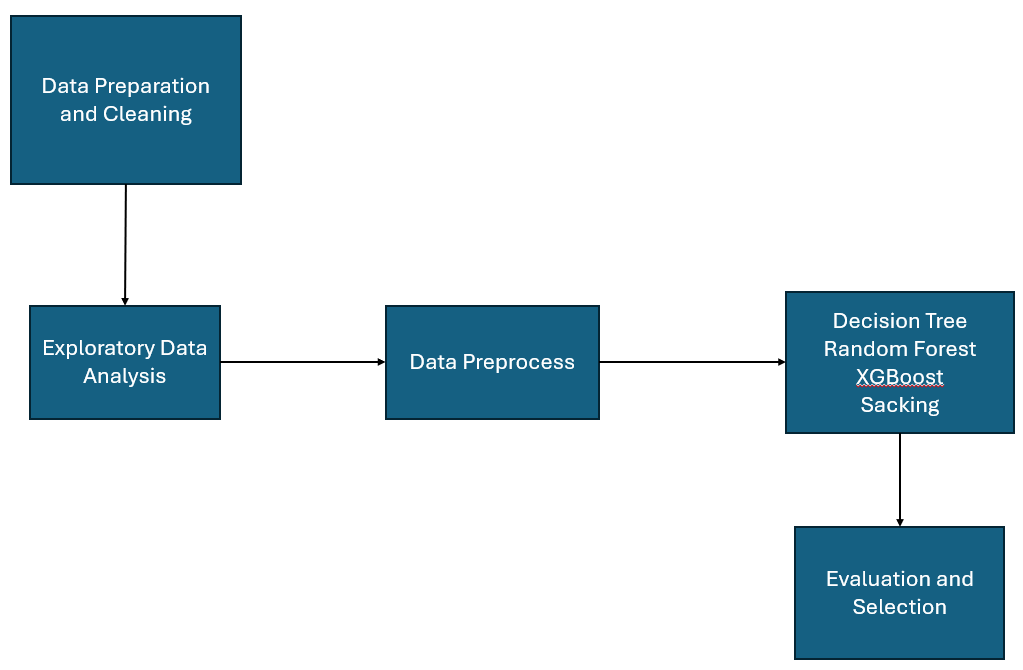 Data Preparation
and Cleaning
Exploratory Data
Analysis
Data Preprocess
Decision Tree
Random Forest
XGBoost
Sacking
Evaluation and
Selection